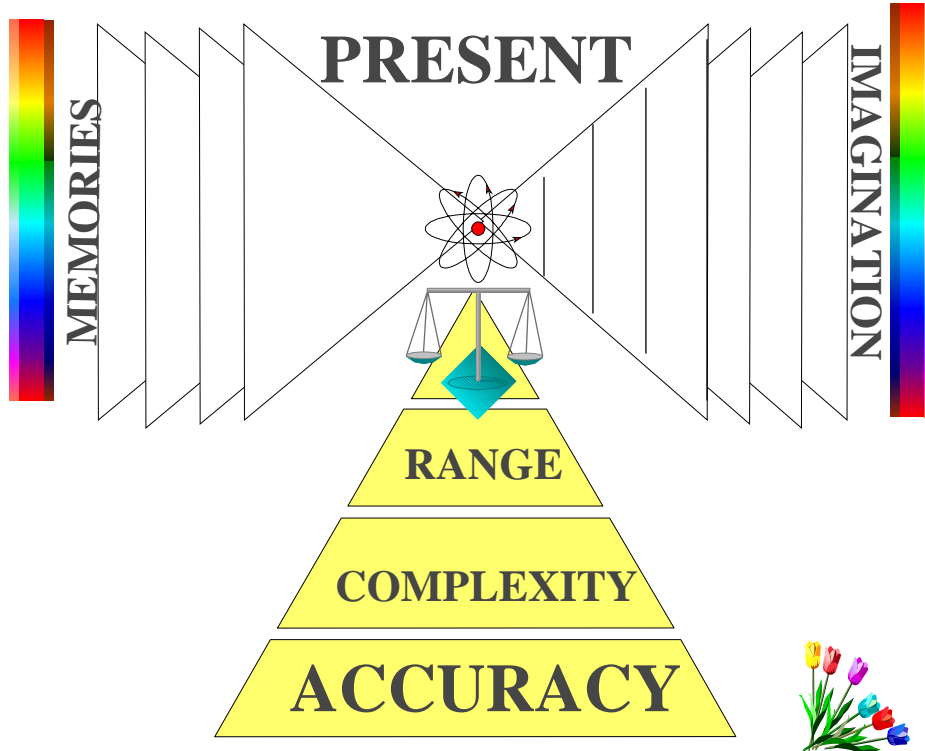 PRESENT
MEMORIES
IMAGINATION
RANGE
COMPLEXITY
ACCURACY